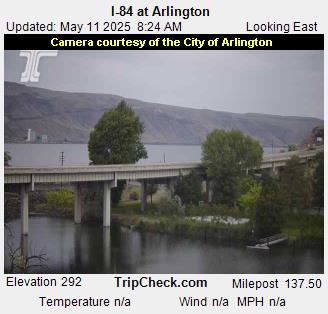 I-84 at Arlington
Updated: May 11 2025 8:24 AM Looking East
Camera courtesy of the City of Arlington
Elevation 292 TripCheck.com Milepost 137.50
Temperature n/a Wind n/a MPH n/a